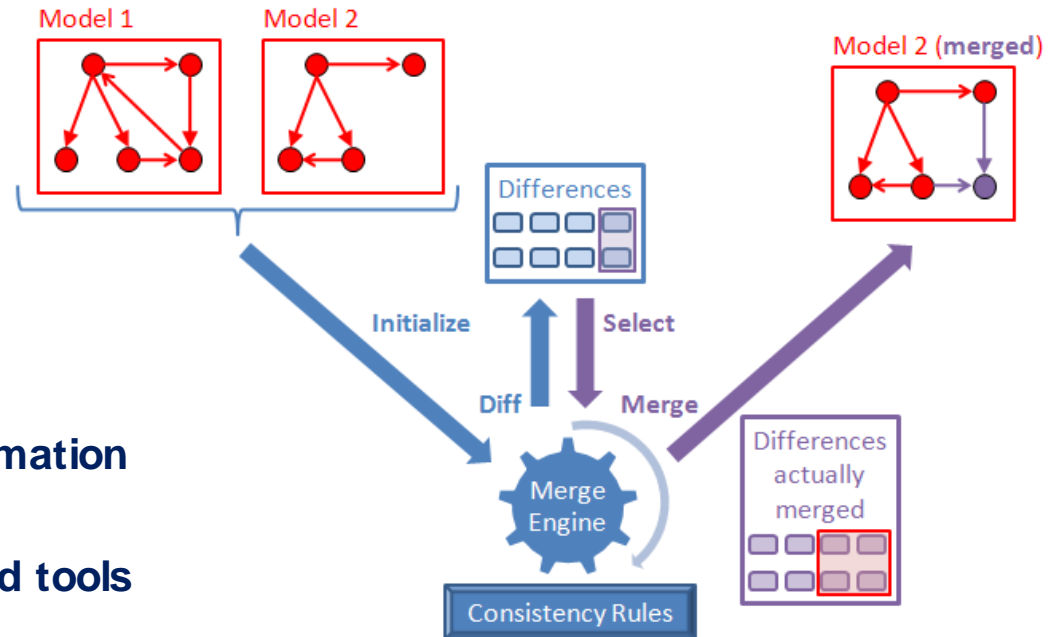 Model 1
Model 2
Model 2 (merged)
Differences
Initialize
Select
Diff
Merge
Differences
actually
merged
mation
Merge
Engine
d tools
Consistency Rules